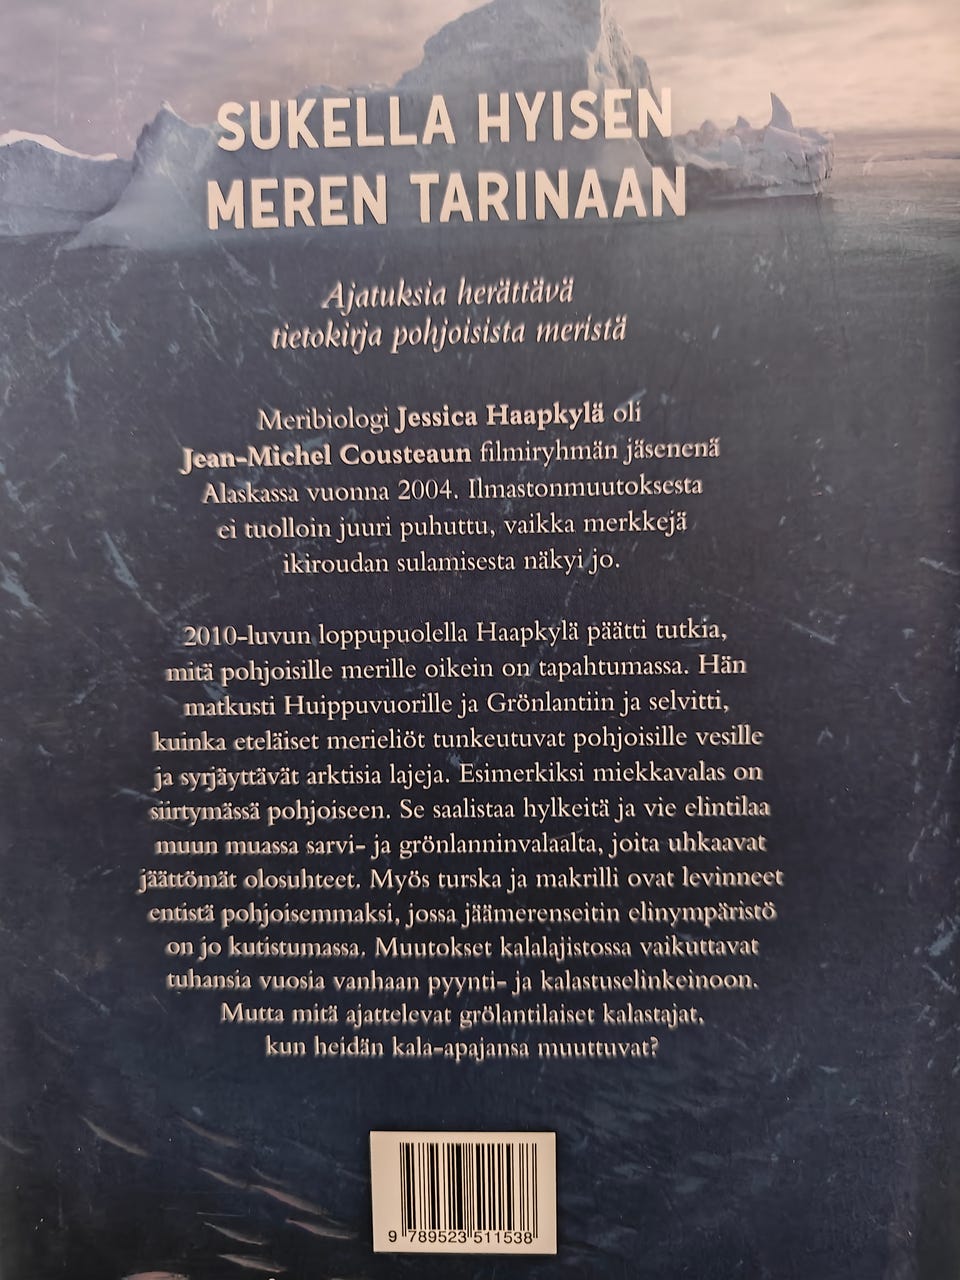 SUKELLA HYISEN
MEREN TARINAAN
Ajatuksia herättävä
tietokirja pohjoisista meristä
Meribiologi Jessica Haapkylä oli
Jean-Michel Cousteaun filmiryhmän jäsenenä
Alaskassa vuonna 2004. Ilmastonmuutoksesta
ei tuolloin juuri puhuttu, vaikka merkkejä
ikiroudan sulamisesta näkyi jo.
2010-luvun loppupuolella Haapkylä päätti tutkia,
mitä pohjoisille merille oikein on tapahtumassa. Hän
matkusti Huippuvuorille ja Grönlantiin ja selvitti,
kuinka eteläiset merieliöt tunkeutuvat pohjoisille vesille
ja syrjäyttävät arktisia lajeja. Esimerkiksi miekkavalas on
siirtymässä pohjoiseen. Se saalistaa hylkeitä ja vie elintilaa
muun muassa sarvi- ja grönlanninvalaalta, joita uhkaavat
jäättömät olosuhteet. Myös turska ja makrilli ovat levinneet
entistä pohjoisemmaksi, jossa jäämerenseitin elinympäristö
on jo kutistumassa. Muutokset kalalajistossa vaikuttavat
tuhansia vuosia vanhaan pyynti- ja kalastuselinkeinoon.
Mutta mitä ajattelevat grölantilaiset kalastajat,
kun heidän kala-apajansa muuttuvat?
9 789523 511538